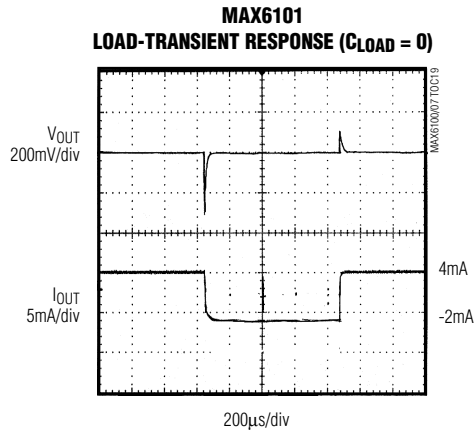 MAX6101
LOAD-TRANSIENT RESPONSE (CLOAD = 0)
MAX6100/07 TOC19
VOUT
200mV/div
IOUT
5mA/div
4mA
-2mA
200µs/div